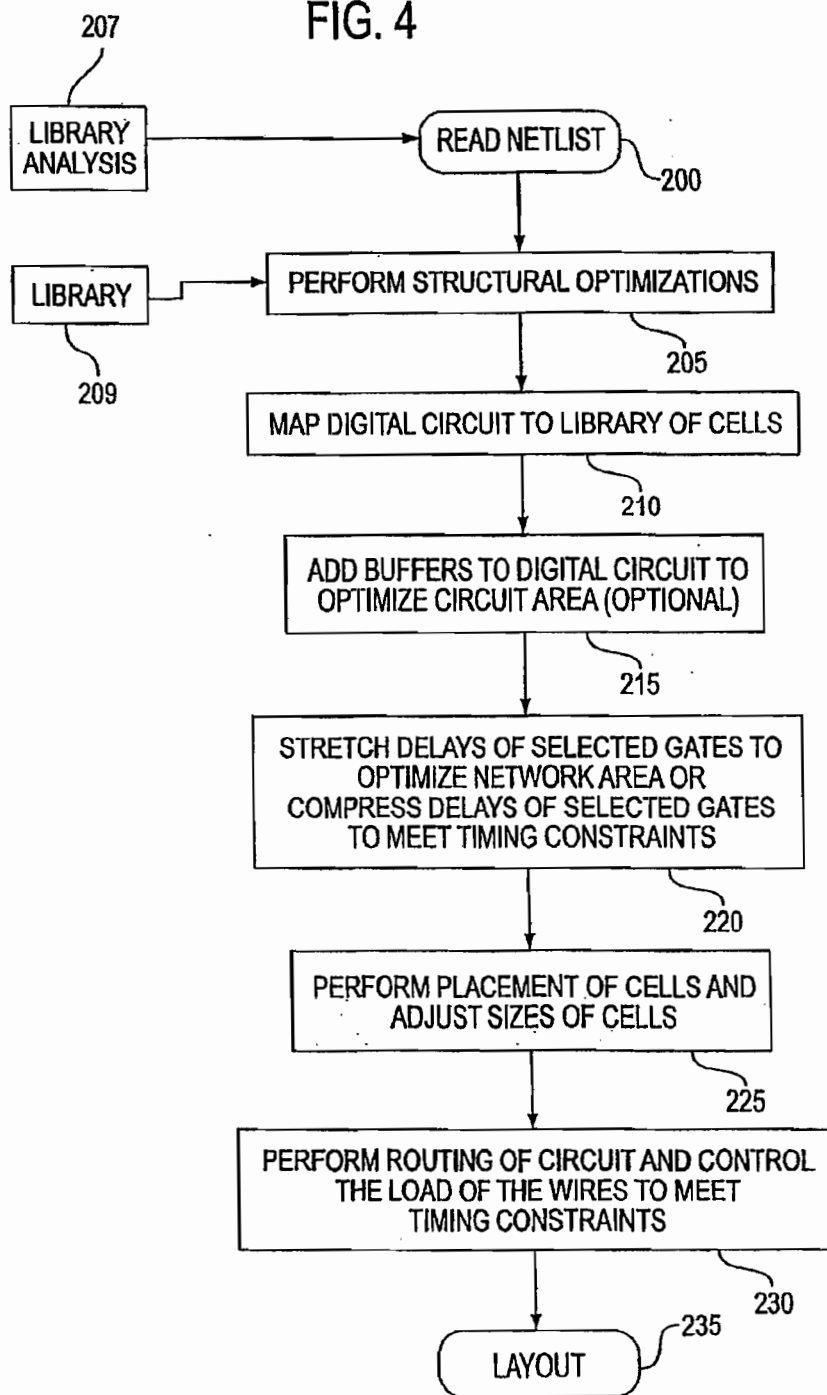 FIG. 4
207
LIBRARY
ANALYSIS
READ NETLIST
200
LIBRARY
209
PERFORM STRUCTURAL OPTIMIZATIONS
205
MAP DIGITAL CIRCUIT TO LIBRARY OF CELLS
210
ADD BUFFERS TO DIGITAL CIRCUIT TO
OPTIMIZE CIRCUIT AREA (OPTIONAL)
215
STRETCH DELAYS OF SELECTED GATES TO
OPTIMIZE NETWORK AREA OR
COMPRESS DELAYS OF SELECTED GATES
TO MEET TIMING CONSTRAINTS
220
PERFORM PLACEMENT OF CELLS AND
ADJUST SIZES OF CELLS
225
PERFORM ROUTING OF CIRCUIT AND CONTROL
THE LOAD OF THE WIRES TO MEET
TIMING CONSTRAINTS
230
LAYOUT
235